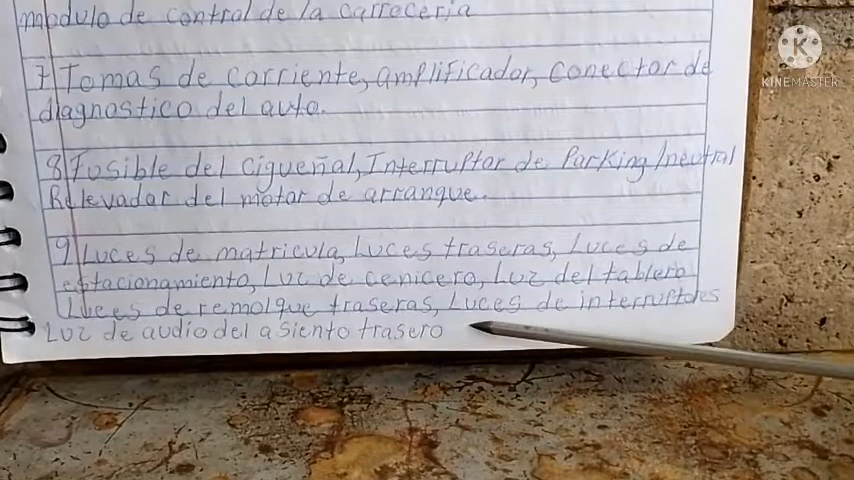 modulo de control de la carroceria
7 Tomas de corriente, amplificador, conector de
diagnostico del auto.
8 Fusible del cigueñal, Interruptor de Parking/neutral
Relevador del motor de arranque.
9 Luces de matricula, Luces traseras, Luces de
estacionamiento, Luz de cenicero, Luz del tablero
Luces de remolque traseras, Luces de interruptores
Luz de audio del asiento trasero
KINEMASTER